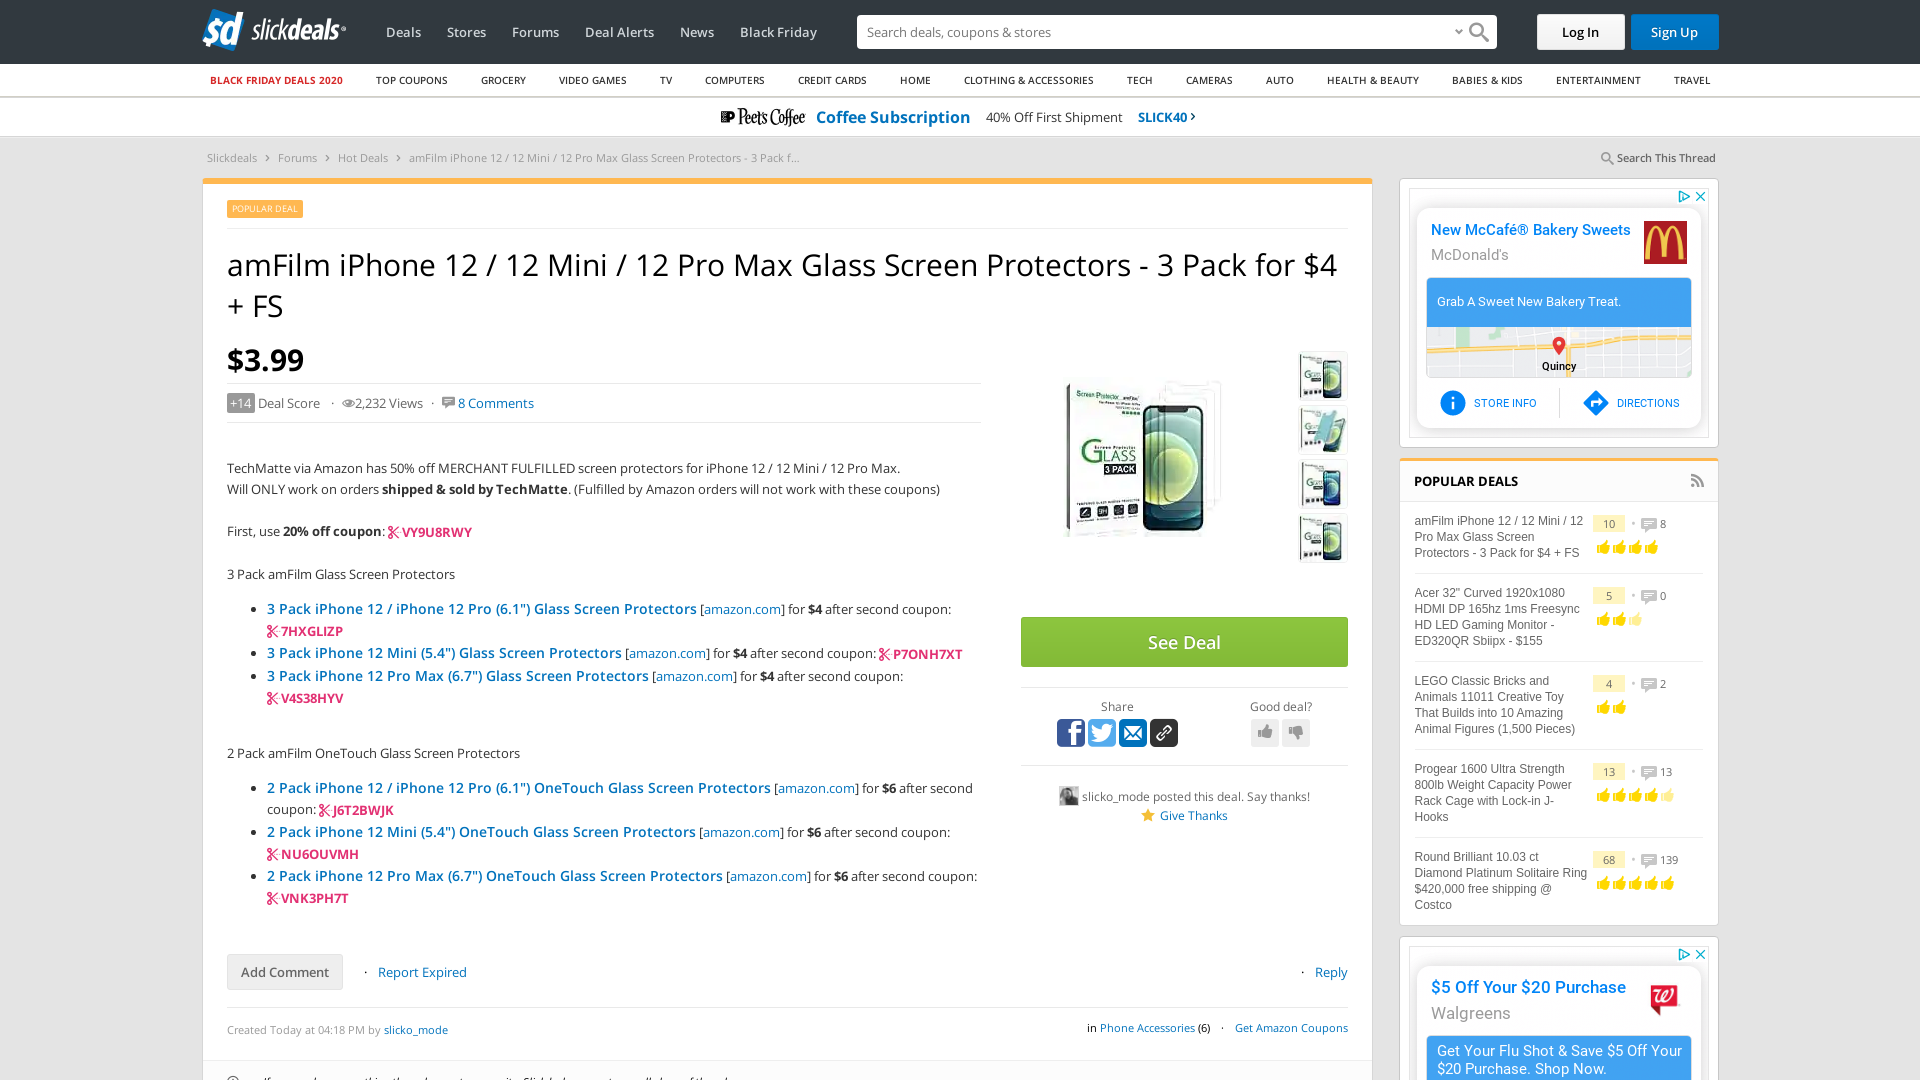 slickdeals
Deals
Stores
Forums
Deal Alerts
News
Black Friday
Search deals, coupons & stores
Log In
Sign Up
BLACK FRIDAY DEALS 2020
TOP COUPONS
GROCERY
VIDEO GAMES
TV
COMPUTERS
CREDIT CARDS
HOME
CLOTHING & ACCESSORIES
TECH
CAMERAS
AUTO
HEALTH & BEAUTY
BABIES & KIDS
ENTERTAINMENT
TRAVEL
Peet's Coffee Coffee Subscription 40% Off First Shipment SLICK40
Slickdeals > Forums > Hot Deals > amFilm iPhone 12 / 12 Mini / 12 Pro Max Glass Screen Protectors - 3 Pack f...
Search This Thread
POPULAR DEAL
amFilm iPhone 12 / 12 Mini / 12 Pro Max Glass Screen Protectors - 3 Pack for $4
+ FS
$3.99
+14 Deal Score · 2,232 Views · 8 Comments
TechMatte via Amazon has 50% off MERCHANT FULFILLED screen protectors for iPhone 12 / 12 Mini / 12 Pro Max.
Will ONLY work on orders shipped & sold by TechMatte. (Fulfilled by Amazon orders will not work with these coupons)
First, use 20% off coupon: VY9U8RWY
3 Pack amFilm Glass Screen Protectors
3 Pack iPhone 12 / iPhone 12 Pro (6.1") Glass Screen Protectors [amazon.com] for $4 after second coupon:
7HXGLIZP
3 Pack iPhone 12 Mini (5.4") Glass Screen Protectors [amazon.com] for $4 after second coupon: P7ONH7XT
3 Pack iPhone 12 Pro Max (6.7") Glass Screen Protectors [amazon.com] for $4 after second coupon:
V4S38HYV
2 Pack amFilm OneTouch Glass Screen Protectors
2 Pack iPhone 12 / iPhone 12 Pro (6.1") OneTouch Glass Screen Protectors [amazon.com] for $6 after second
coupon: J6T2BWJK
2 Pack iPhone 12 Mini (5.4") OneTouch Glass Screen Protectors [amazon.com] for $6 after second coupon:
NU6OUVMH
2 Pack iPhone 12 Pro Max (6.7") OneTouch Glass Screen Protectors [amazon.com] for $6 after second coupon:
VNK3PH7T
Screen Protector
GLASS
3 PACK
See Deal
Share
Good deal?
slicko_mode posted this deal. Say thanks!
Give Thanks
Add Comment · Report Expired
· Reply
Created Today at 04:18 PM by slicko_mode
in Phone Accessories (6) · Get Amazon Coupons
New McCafé® Bakery Sweets
McDonald's
Grab A Sweet New Bakery Treat.
Quincy
STORE INFO
DIRECTIONS
POPULAR DEALS
amFilm iPhone 12 / 12 Mini / 12
Pro Max Glass Screen
Protectors - 3 Pack for $4 + FS
10 • 8
Acer 32" Curved 1920x1080
HDMI DP 165hz 1ms Freesync
HD LED Gaming Monitor -
ED320QR Sbiipx - $155
5 • 0
LEGO Classic Bricks and
Animals 11011 Creative Toy
That Builds into 10 Amazing
Animal Figures (1,500 Pieces)
4 • 2
Progear 1600 Ultra Strength
800lb Weight Capacity Power
Rack Cage with Lock-in J-
Hooks
13 • 13
Round Brilliant 10.03 ct
Diamond Platinum Solitaire Ring
$420,000 free shipping @
Costco
68 • 139
$5 Off Your $20 Purchase
Walgreens
Get Your Flu Shot & Save $5 Off Your
$20 Purchase. Shop Now.